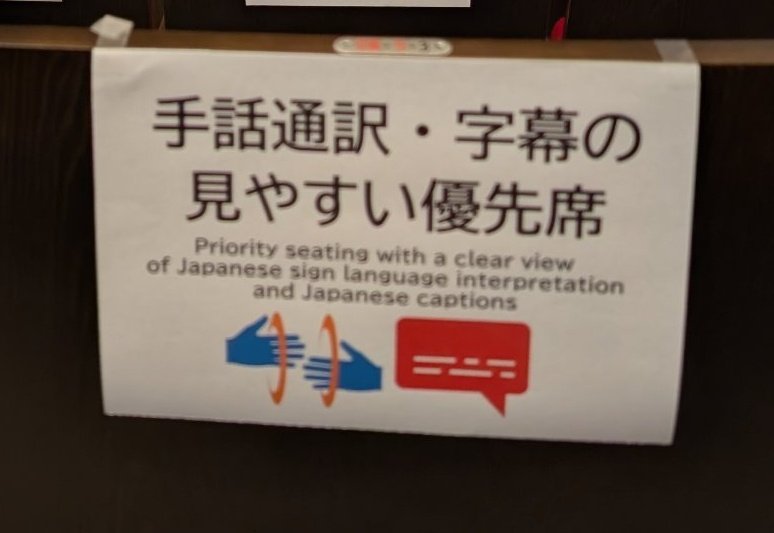 手話通訳・字幕の
見やすい優先席
Priority seating with a clear view
of Japanese sign language interpretation
and Japanese captions